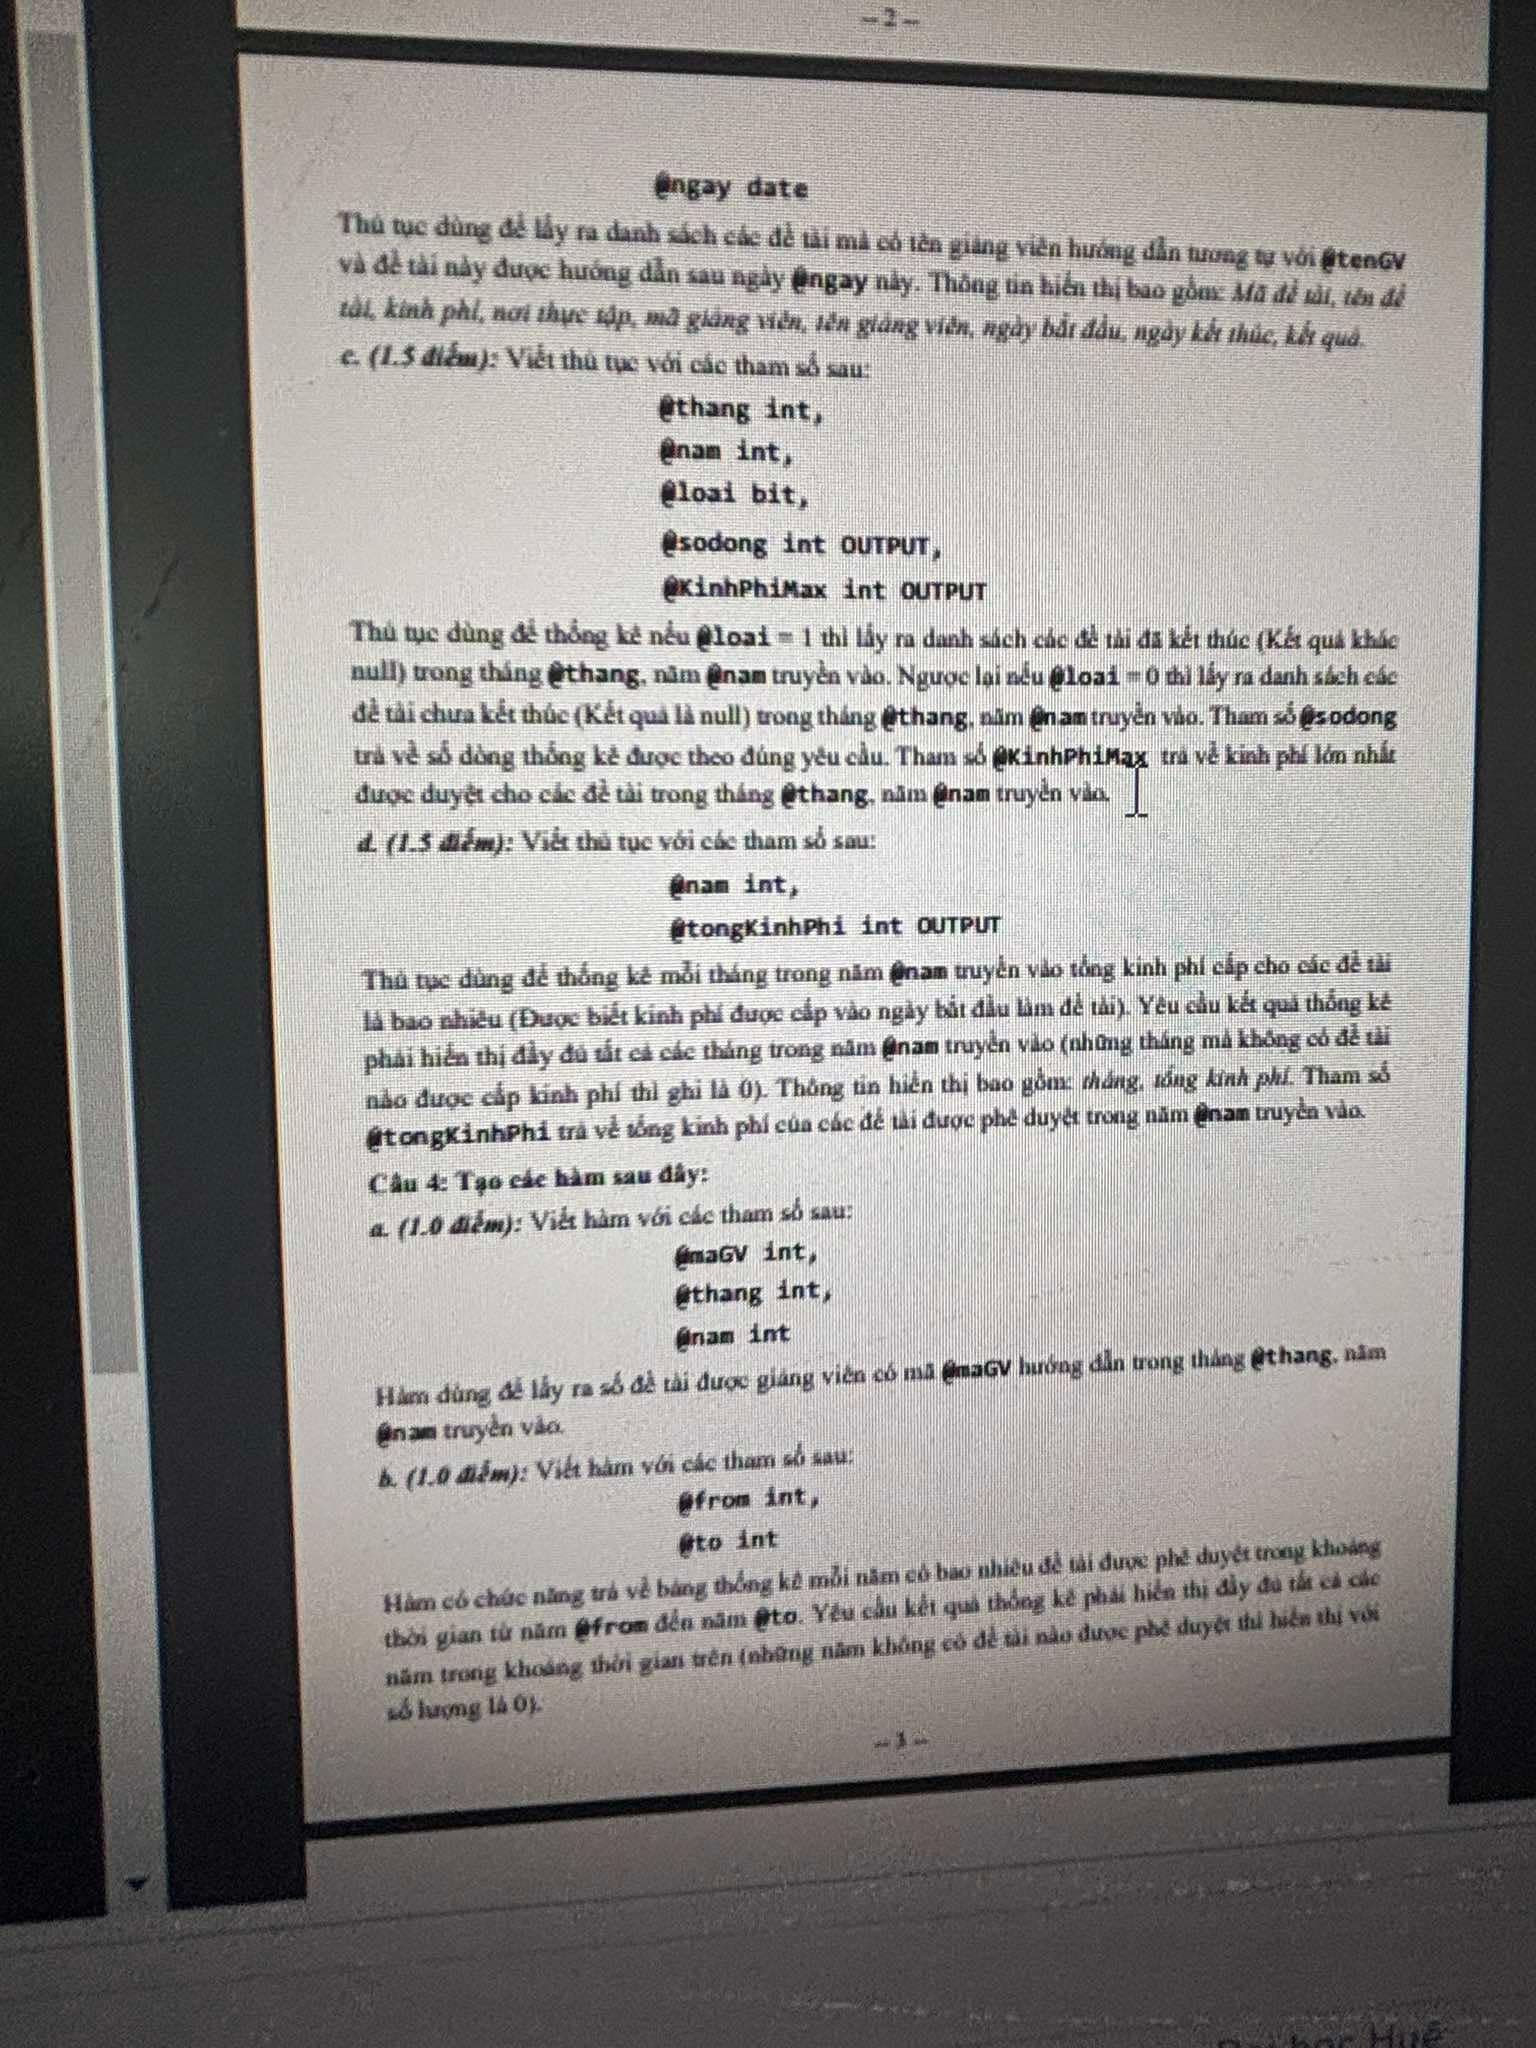 -- 2 --
@ngay date
Thủ tục dùng để lấy ra danh sách các đề tài mà có tên giảng viên hướng dẫn tương tự với @tenGV
và đề tài này được hướng dẫn sau ngày @ngay này. Thông tin hiển thị bao gồm: Mã đề tài, tên đề
tài, kinh phí, nơi thực tập, mã giảng viên, tên giảng viên, ngày bắt đầu, ngày kết thúc, kết quả.
c. (1.5 điểm): Viết thủ tục với các tham số sau:
@thang int,
@nam int,
@loai bit,
@sodong int OUTPUT,
@KinhPhiMax int OUTPUT
Thủ tục dùng để thống kê nếu @loai = 1 thì lấy ra danh sách các đề tài đã kết thúc (Kết quả khác
null) trong tháng @thang, năm @nam truyền vào. Ngược lại nếu @loai = 0 thì lấy ra danh sách các
đề tài chưa kết thúc (Kết quả là null) trong tháng @thang, năm @nam truyền vào. Tham số @sodong
trả về số dòng thống kê được theo đúng yêu cầu. Tham số @KinhPhiMax trả về kinh phí lớn nhất
được duyệt cho các đề tài trong tháng @thang, năm @nam truyền vào.
d. (1.5 điểm): Viết thủ tục với các tham số sau:
@nam int,
@tongKinhPhi int OUTPUT
Thủ tục dùng để thống kê mỗi tháng trong năm @nam truyền vào tổng kinh phí cấp cho các đề tài
là bao nhiêu (Được biết kinh phí được cấp vào ngày bắt đầu làm đề tài). Yêu cầu kết quả thống kê
phải hiển thị đầy đủ tất cả các tháng trong năm @nam truyền vào (những tháng mà không có đề tài
nào được cấp kinh phí thì ghi là 0). Thông tin hiển thị bao gồm: tháng, tổng kinh phí. Tham số
@tongKinhPhi trả về tổng kinh phí của các đề tài được phê duyệt trong năm @nam truyền vào.
Câu 4: Tạo các hàm sau đây:
a. (1.0 điểm): Viết hàm với các tham số sau:
@maGV int,
@thang int,
@nam int
Hàm dùng để lấy ra số đề tài được giảng viên có mã @maGV hướng dẫn trong tháng @thang, năm
@nam truyền vào.
b. (1.0 điểm): Viết hàm với các tham số sau:
@from int,
@to int
Hàm có chức năng trả về bảng thống kê mỗi năm có bao nhiêu đề tài được phê duyệt trong khoảng
thời gian từ năm @from đến năm @to. Yêu cầu kết quả thống kê phải hiển thị đầy đủ tất cả các
năm trong khoảng thời gian trên (những năm không có đề tài nào được phê duyệt thì hiển thị với
số lượng là 0).
-- 3 --
Huế